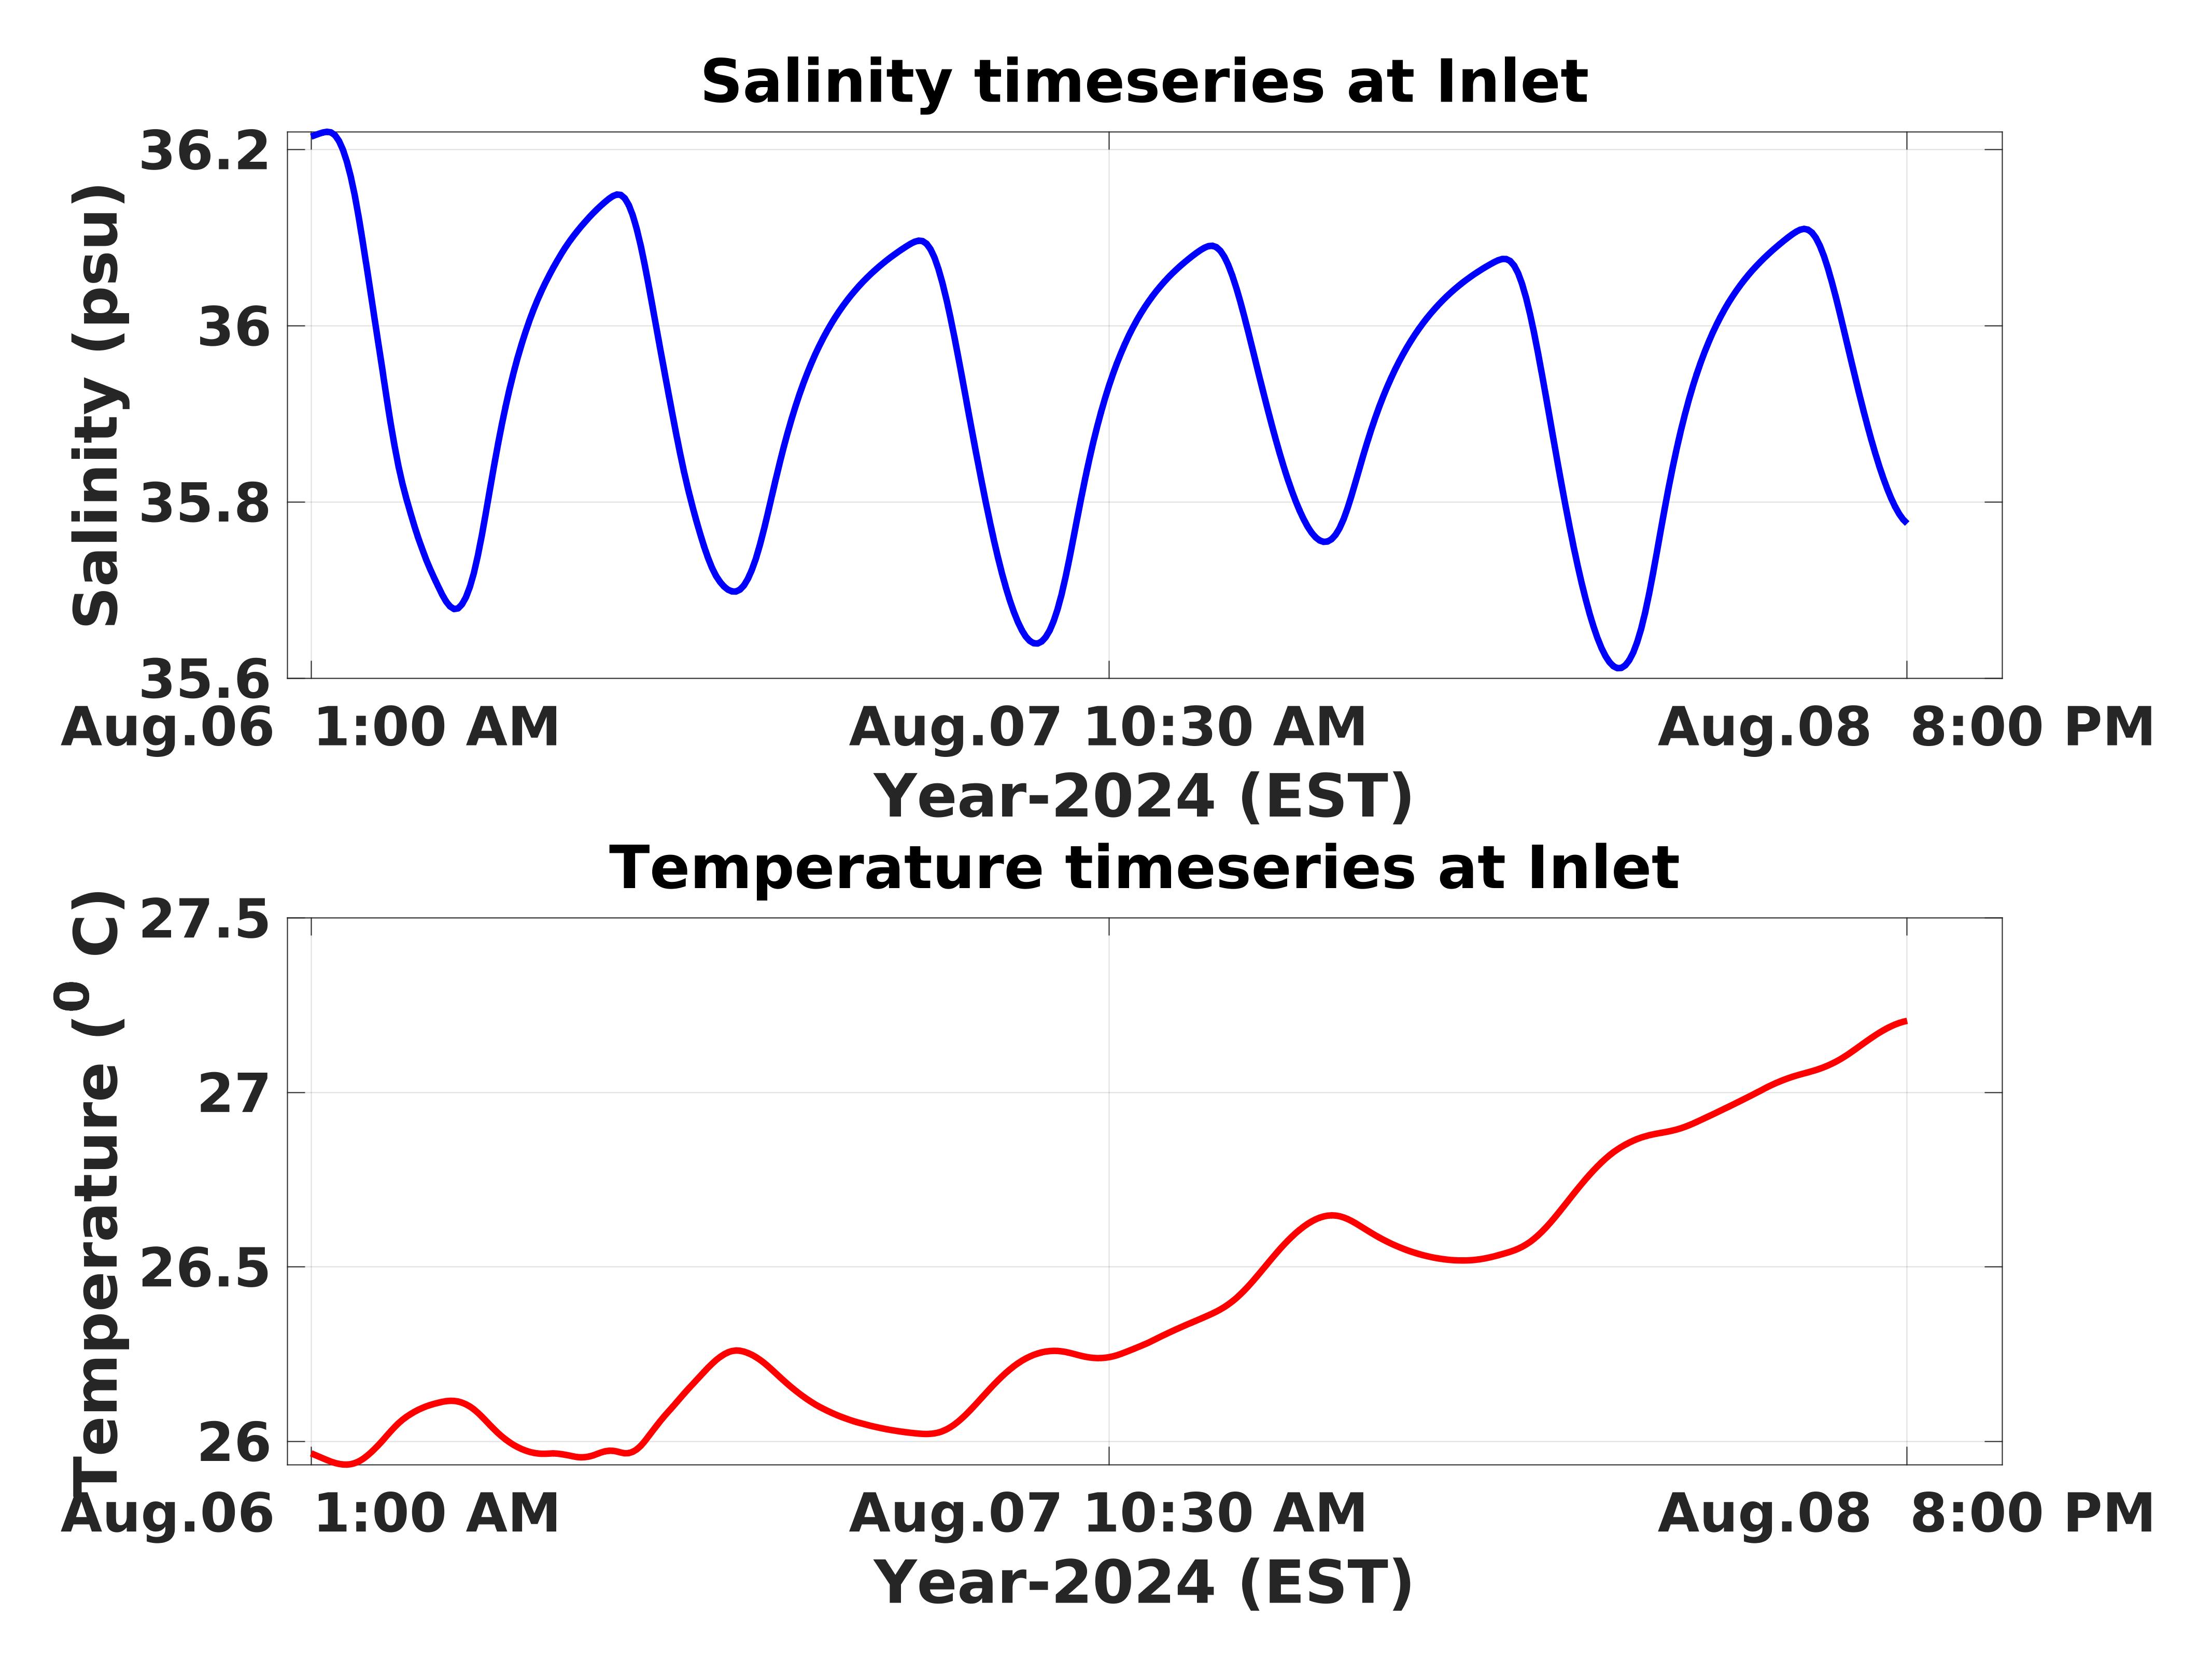 Salinity timeseries at Inlet
Salinity (psu)
36.2
36
35.8
35.6
Aug.06  1:00 AM
Aug.07 10:30 AM
Aug.08  8:00 PM
Year-2024 (EST)
Temperature timeseries at Inlet
Temperature (⁰ C)
27.5
27
26.5
26
Aug.06  1:00 AM
Aug.07 10:30 AM
Aug.08  8:00 PM
Year-2024 (EST)